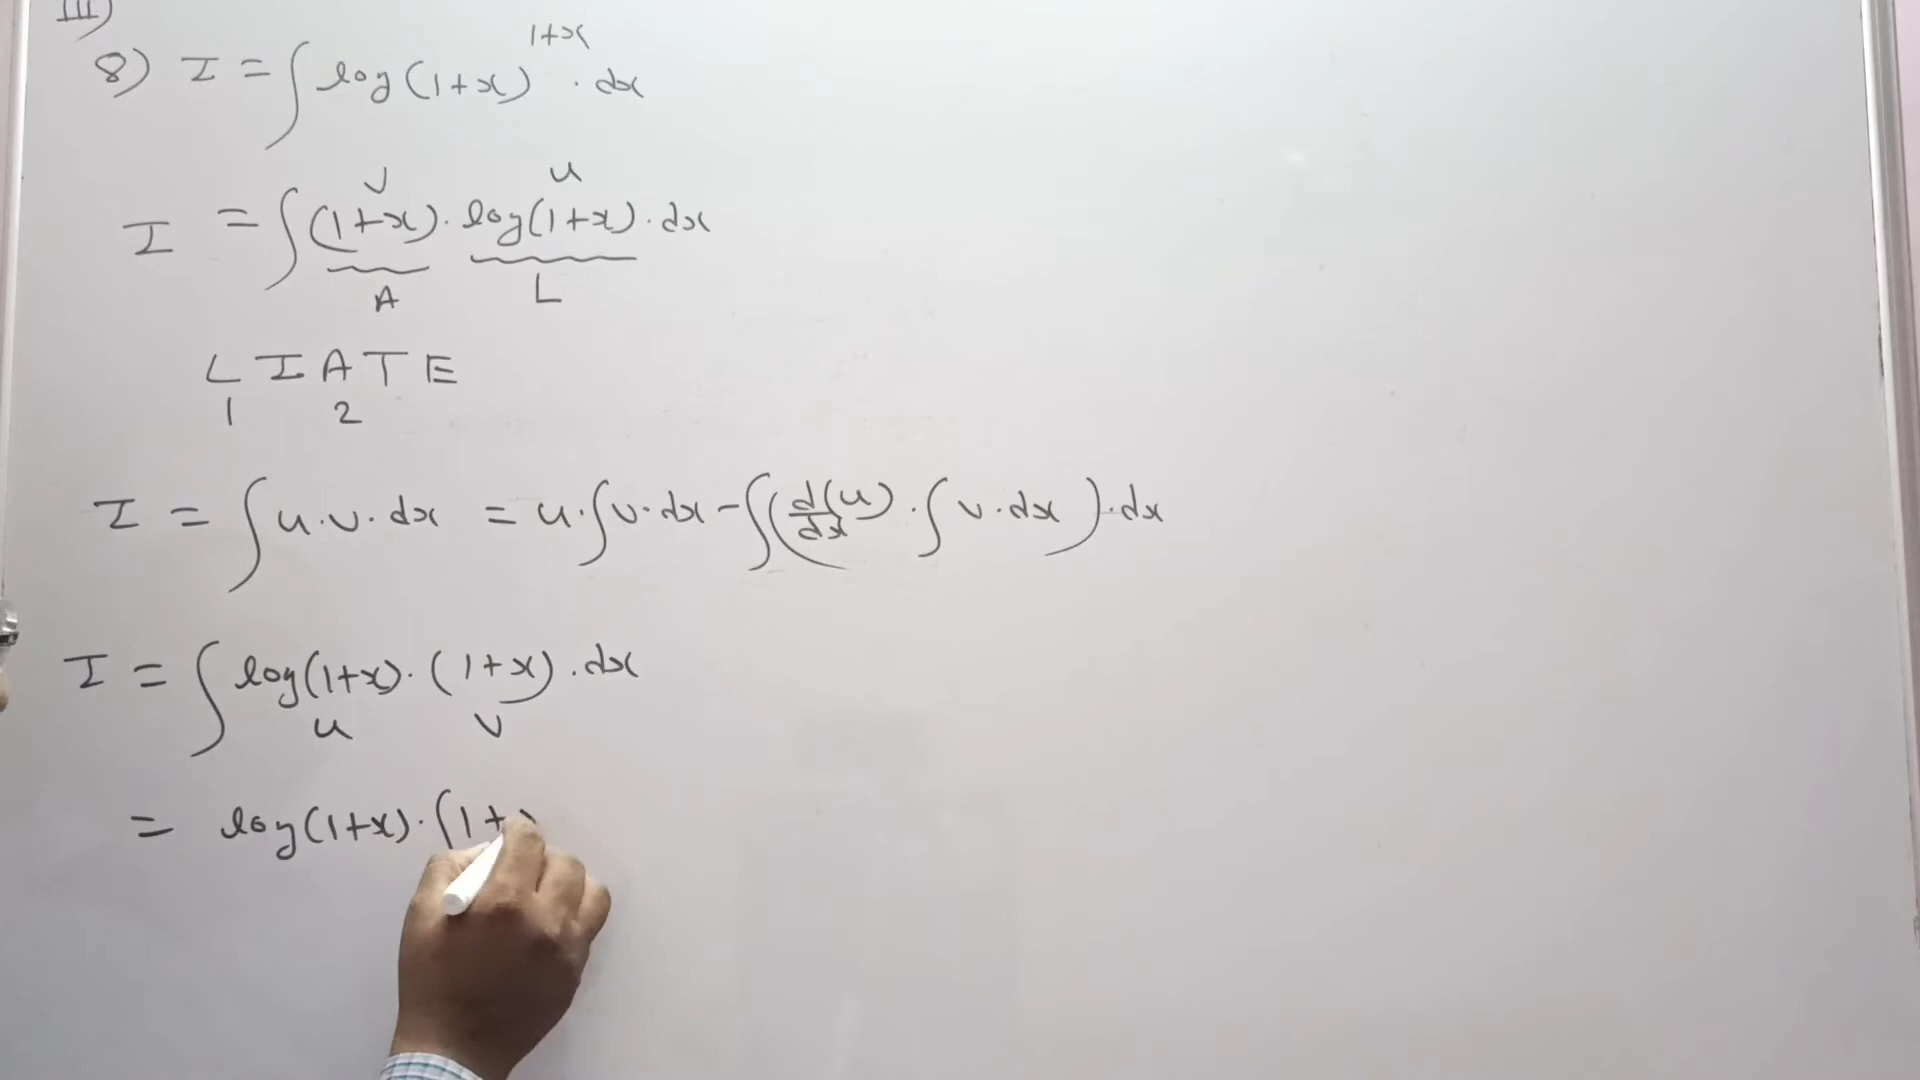 III)
8) I = ∫ log(1+x)^{1+x} · dx
v u
I = ∫ (1+x) · log(1+x) · dx
A L
L I A T E
1 2
I = ∫ u·v·dx = u·∫v·dx - ∫(d/dx(u) · ∫v·dx)·dx
I = ∫ log(1+x) · (1+x) · dx
u v
= log(1+x) · ∫1+x